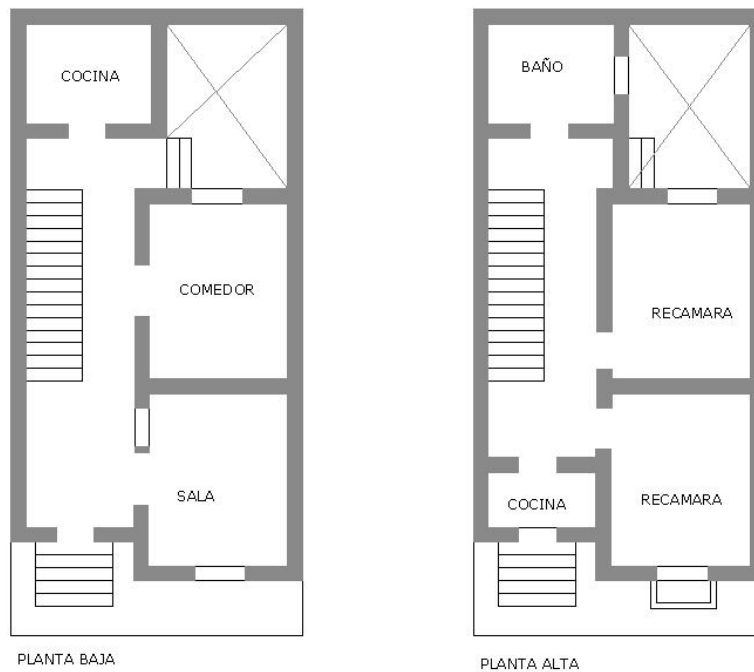 COCINA
COMEDOR
SALA
PLANTA BAJA
BAÑO
RECAMARA
COCINA
RECAMARA
PLANTA ALTA